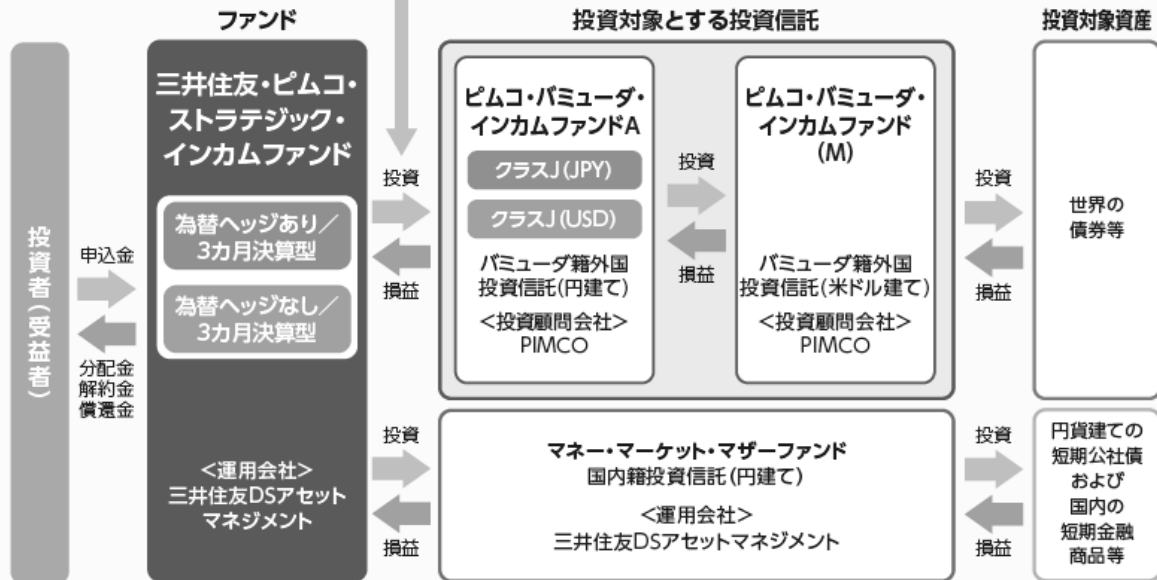 ファンド
投資対象とする投資信託
投資対象資産
投資者(受益者)
申込金
分配金
解約金
償還金
三井住友・ピムコ・
ストラテジック・
インカムファンド
為替ヘッジあり/
3カ月決算型
為替ヘッジなし/
3カ月決算型
<運用会社>
三井住友DSアセット
マネジメント
投資
損益
ピムコ・バミューダ・
インカムファンドA
クラスJ(JPY)
クラスJ(USD)
バミューダ籍外国
投資信託(円建て)
<投資顧問会社>
PIMCO
投資
損益
ピムコ・バミューダ・
インカムファンド
(M)
バミューダ籍外国
投資信託(米ドル建て)
<投資顧問会社>
PIMCO
投資
損益
世界の
債券等
投資
損益
マネー・マーケット・マザーファンド
国内籍投資信託(円建て)
<運用会社>
三井住友DSアセットマネジメント
投資
損益
円貨建ての
短期公社債
および
国内の
短期金融
商品等